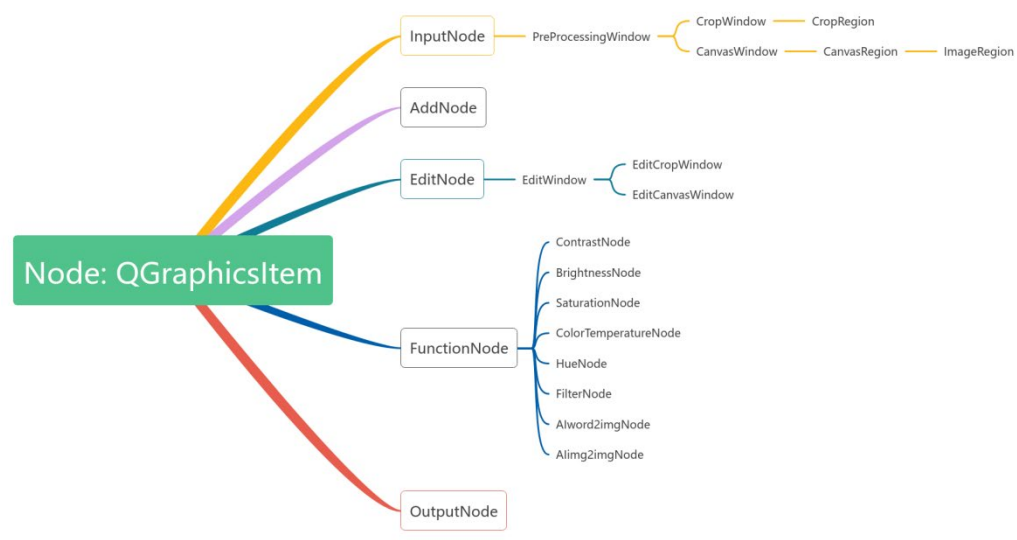 Node: QGraphicsItem
InputNode
PreProcessingWindow
CropWindow
CropRegion
CanvasWindow
CanvasRegion
ImageRegion
AddNode
EditNode
EditWindow
EditCropWindow
EditCanvasWindow
FunctionNode
ContrastNode
BrightnessNode
SaturationNode
ColorTemperatureNode
HueNode
FilterNode
AIword2imgNode
AIimg2imgNode
OutputNode